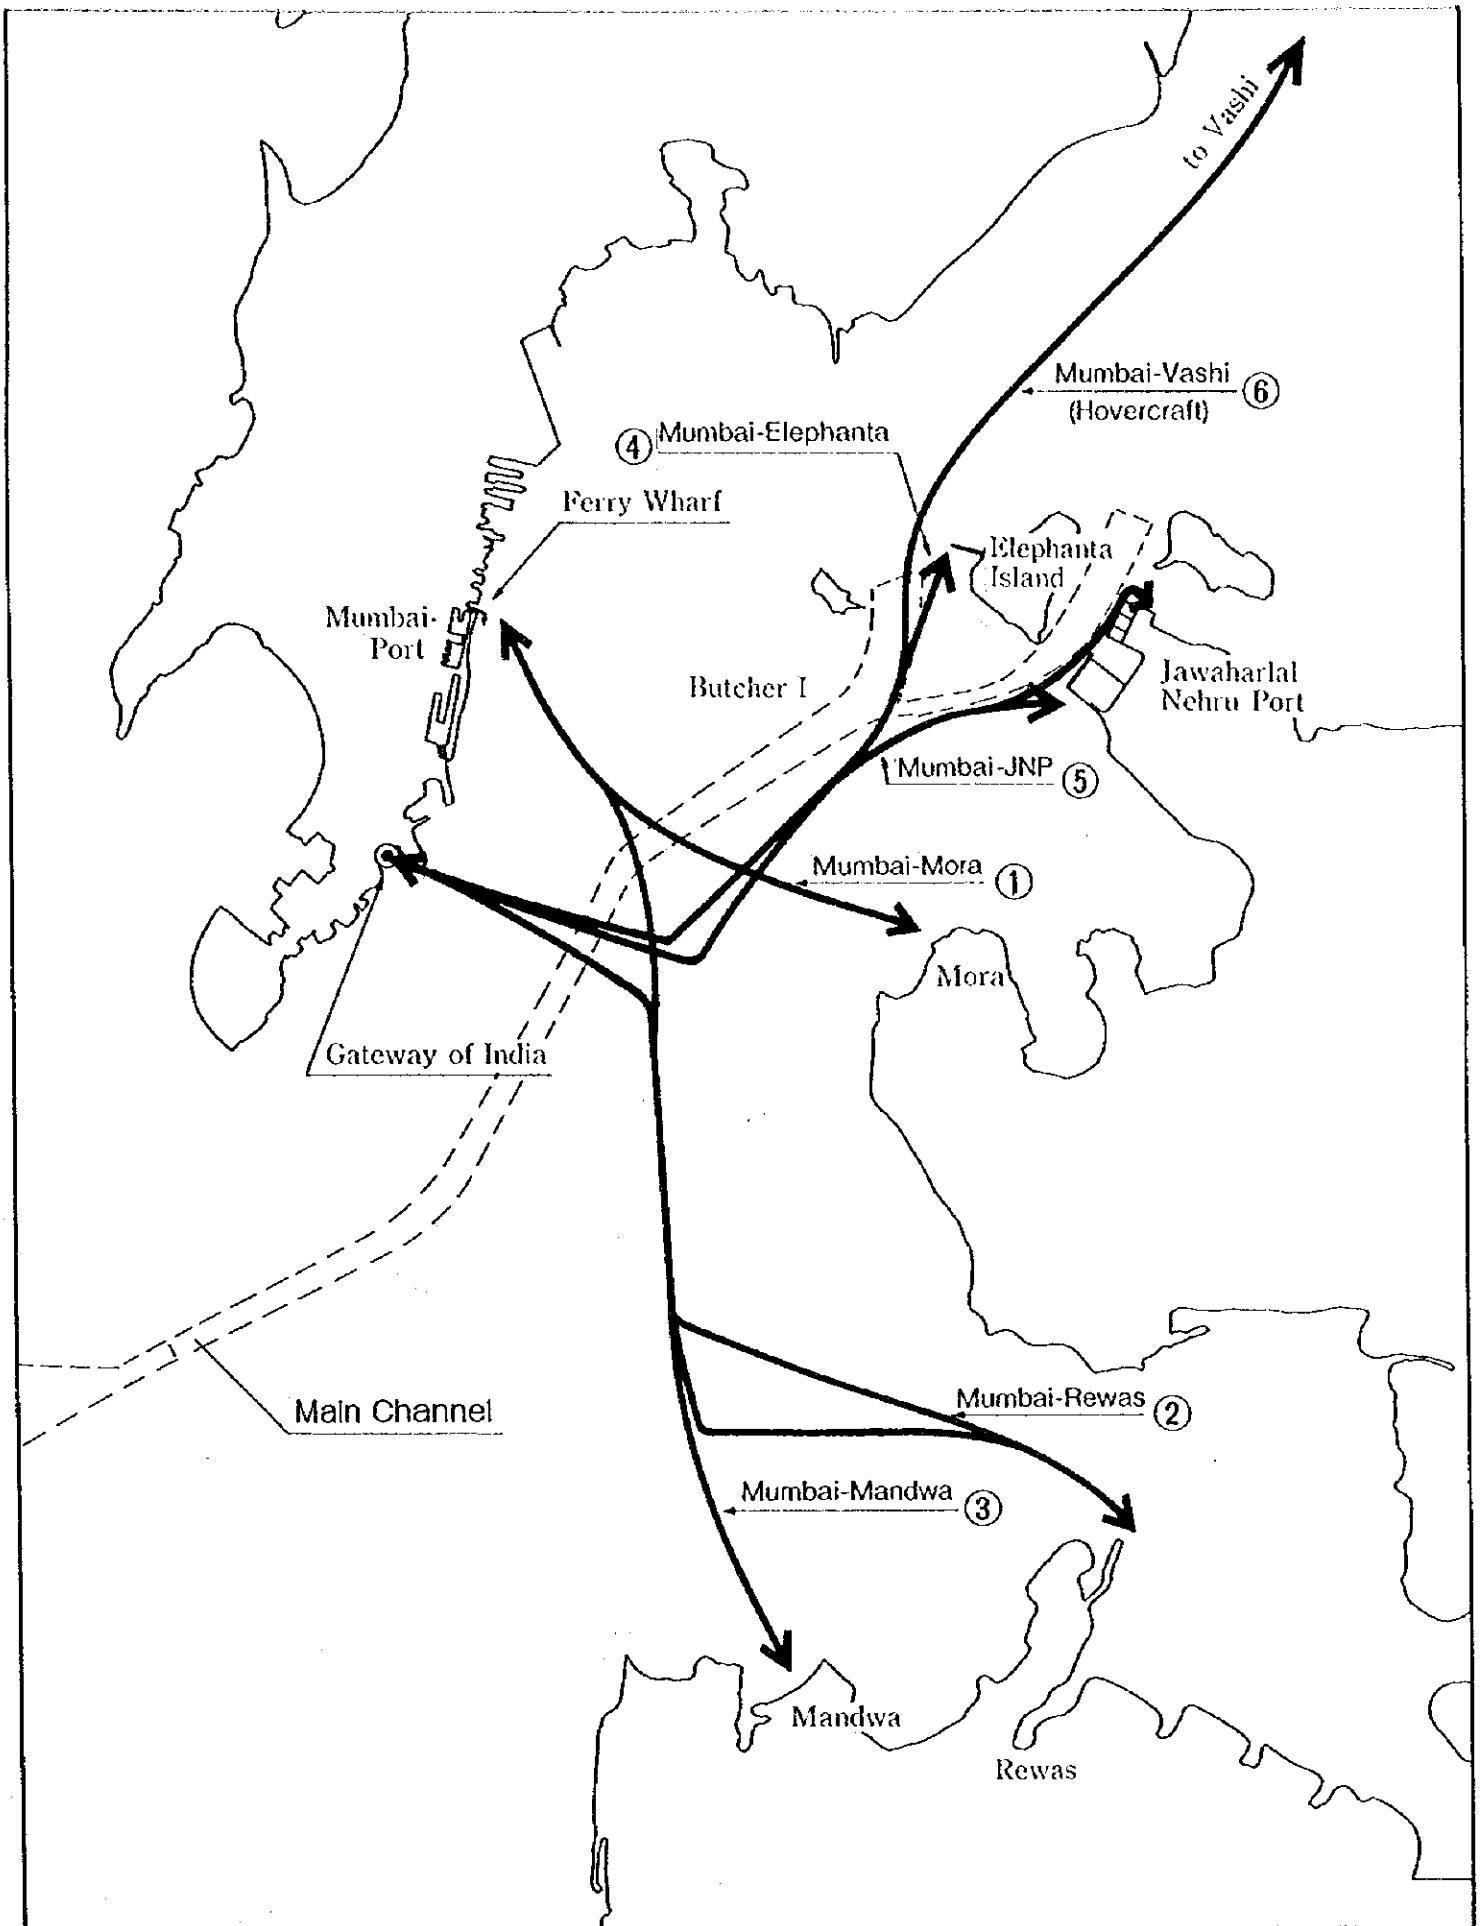 to Vashi
Mumbai-Vashi ⑥
(Hovercraft)
④ Mumbai-Elephanta
Ferry Wharf
Elephanta
Island
Mumbai-
Port
Butcher I
Jawaharlal
Nehru Port
Mumbai-JNP ⑤
Mumbai-Mora ①
Mora
Gateway of India
Main Channel
Mumbai-Rewas ②
Mumbai-Mandwa ③
Mandwa
Rewas